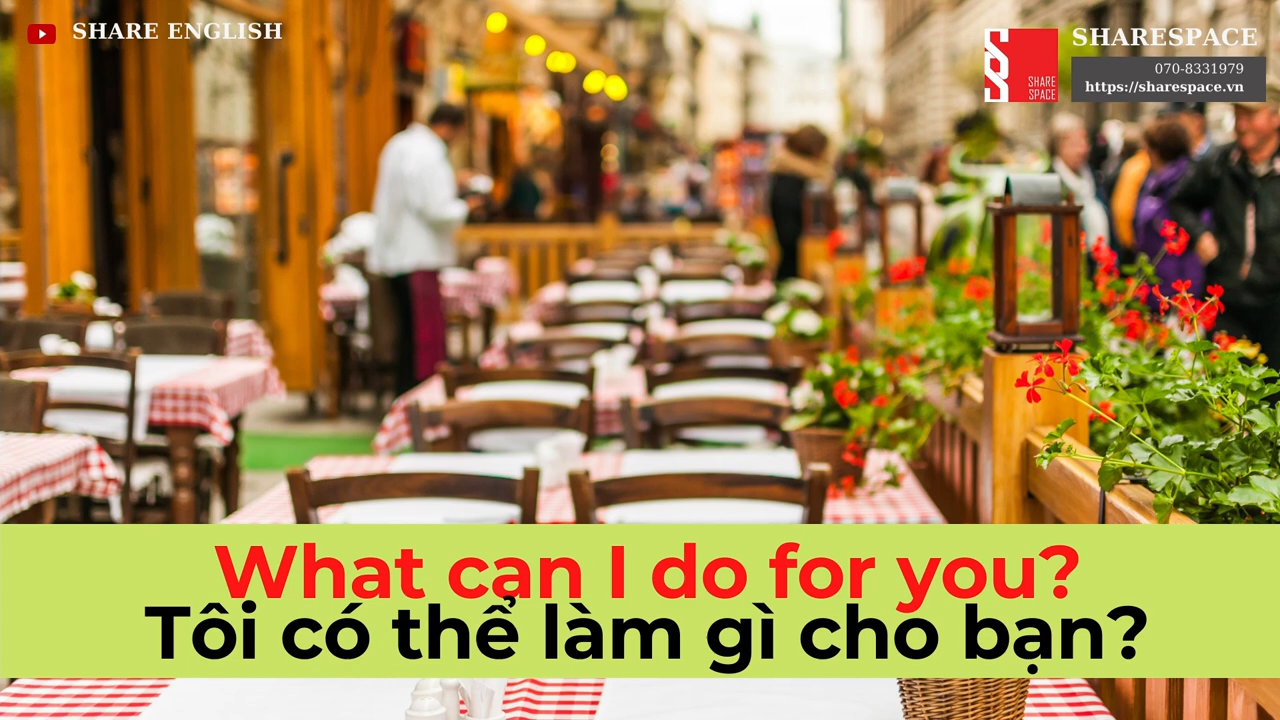 SHARE ENGLISH
SHARESPACE
070-8331979
https://sharespace.vn
SHARE
SPACE
What can I do for you?
Tôi có thể làm gì cho bạn?